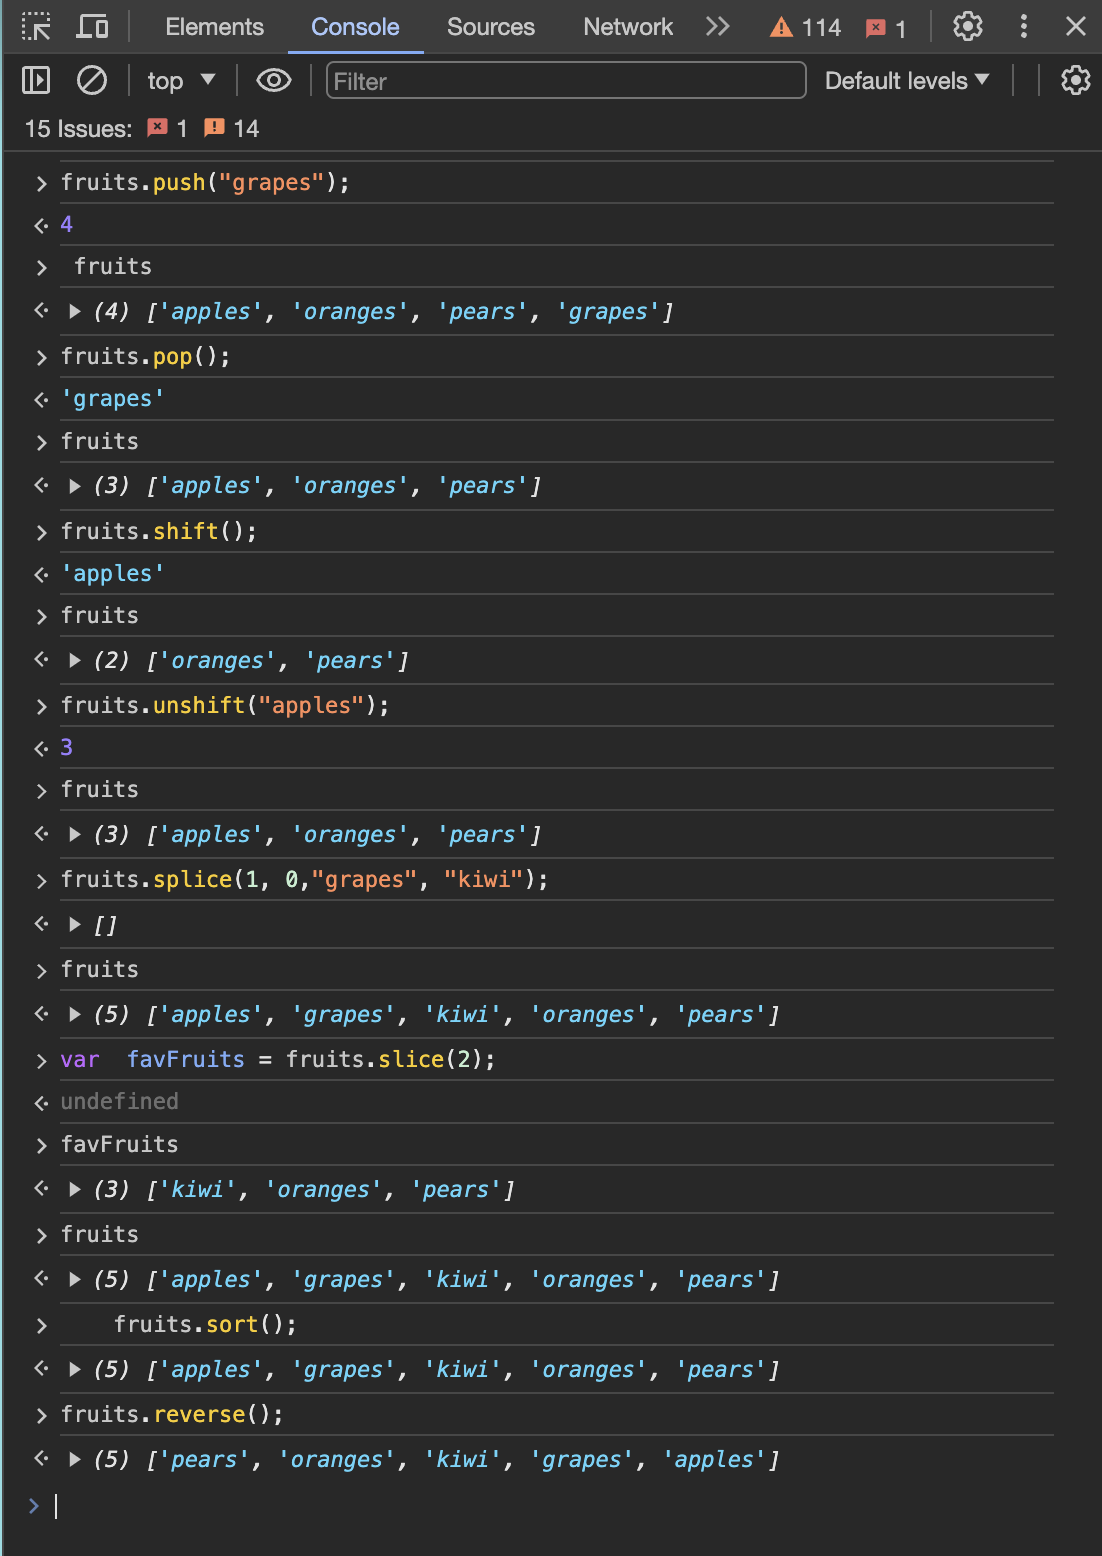 Elements Console Sources Network 114 1
top Filter Default levels
15 Issues: 1 14
fruits.push("grapes");
4
fruits
(4) ['apples', 'oranges', 'pears', 'grapes']
fruits.pop();
'grapes'
fruits
(3) ['apples', 'oranges', 'pears']
fruits.shift();
'apples'
fruits
(2) ['oranges', 'pears']
fruits.unshift("apples");
3
fruits
(3) ['apples', 'oranges', 'pears']
fruits.splice(1, 0,"grapes", "kiwi");
[]
fruits
(5) ['apples', 'grapes', 'kiwi', 'oranges', 'pears']
var  favFruits = fruits.slice(2);
undefined
favFruits
(3) ['kiwi', 'oranges', 'pears']
fruits
(5) ['apples', 'grapes', 'kiwi', 'oranges', 'pears']
fruits.sort();
(5) ['apples', 'grapes', 'kiwi', 'oranges', 'pears']
fruits.reverse();
(5) ['pears', 'oranges', 'kiwi', 'grapes', 'apples']